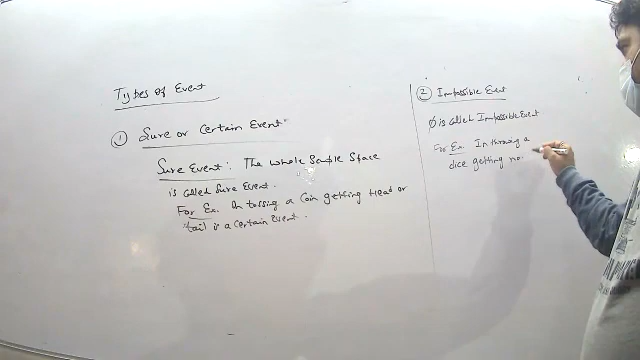 Types of Event
① Sure or Certain Event
Sure Event: The whole Sample Space
is called Sure Event.
For Ex. In tossing a Coin getting Head or
tail is a Certain Event.
② Impossible Event
φ is called Impossible Event
For Ex. In throwing a
dice getting no.